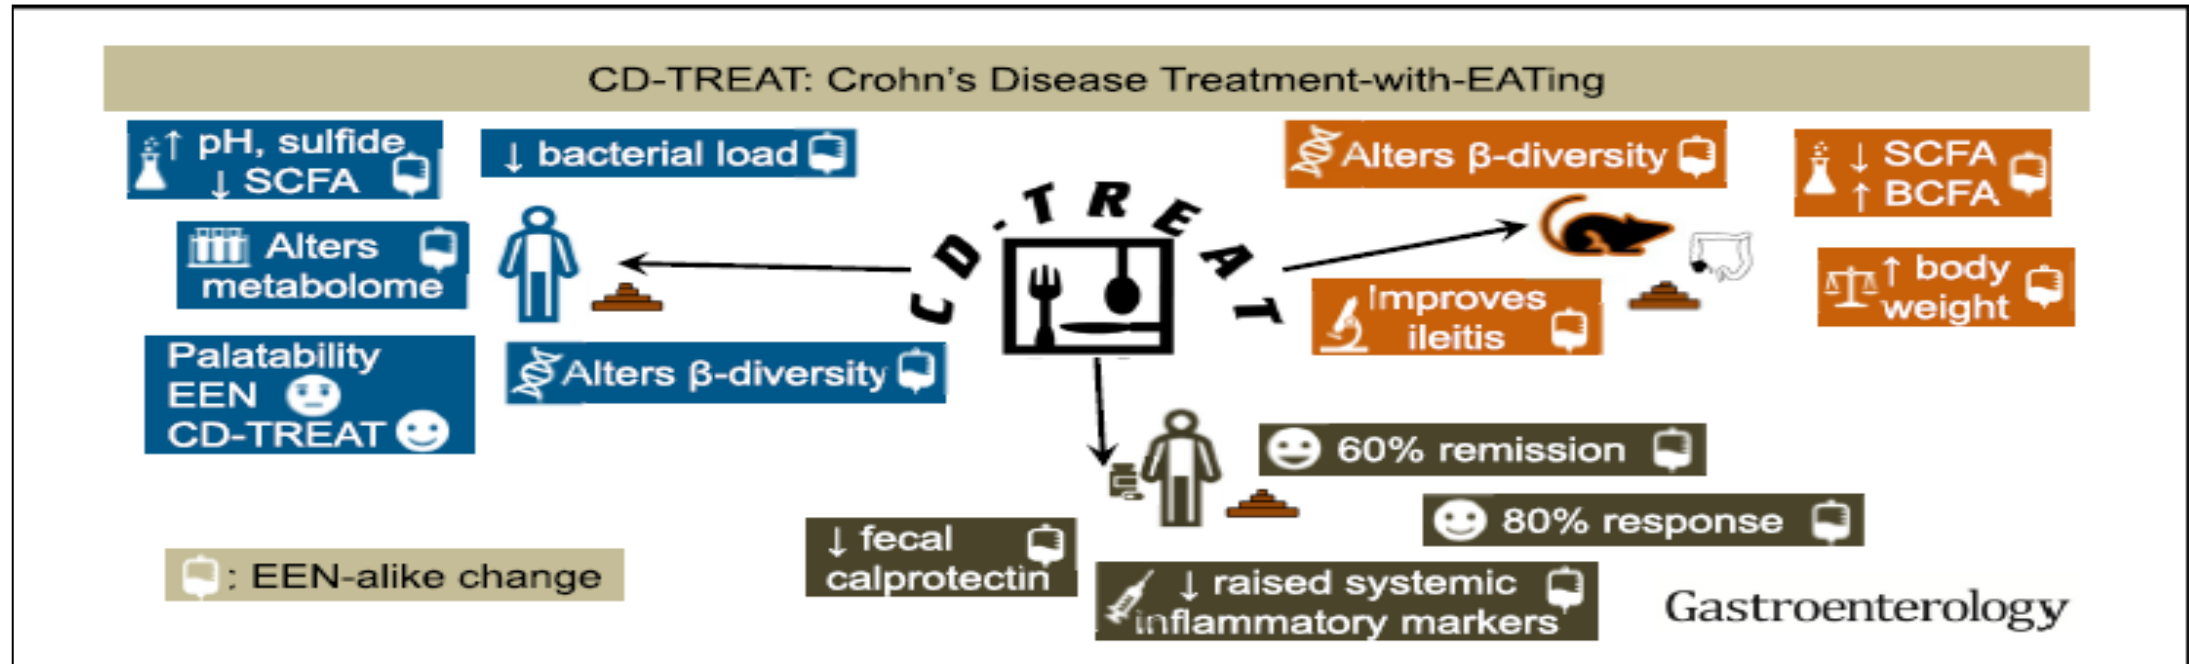 CD-TREAT: Crohn's Disease Treatment-with-EATing
↑ pH, sulfide
↓ SCFA
↓ bacterial load
Alters
metabolome
Palatability
EEN
CD-TREAT
Alters β-diversity
CD-TREAT
Alters β-diversity
↓ SCFA
↑ BCFA
Improves
ileitis
↑ body
weight
60% remission
80% response
↓ fecal
calprotectin
↓ raised systemic
inflammatory markers
: EEN-alike change
Gastroenterology